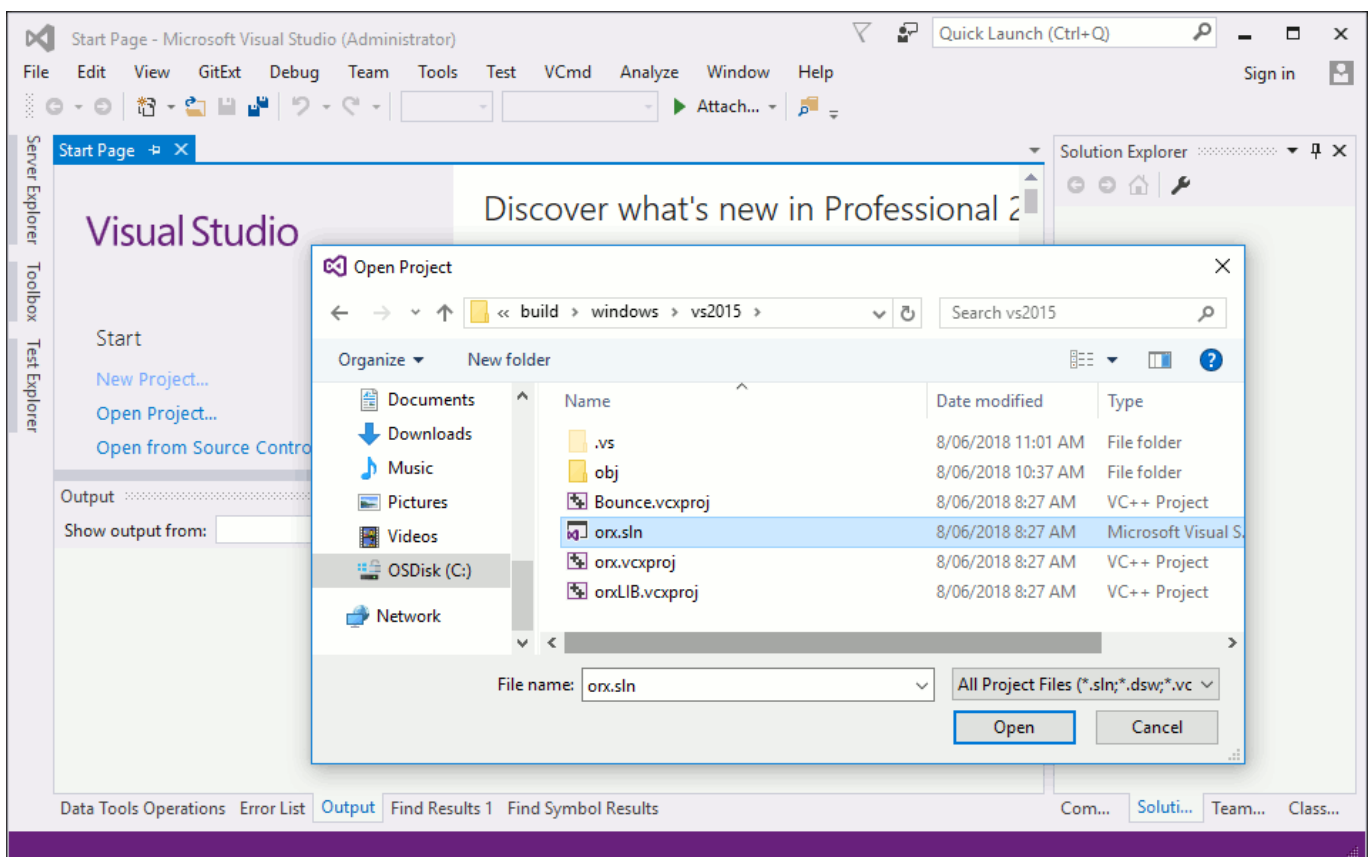 Start Page - Microsoft Visual Studio (Administrator)
Quick Launch (Ctrl+Q)
File Edit View GitExt Debug Team Tools Test VCmd Analyze Window Help
Sign in
Attach...
Server Explorer
Toolbox
Test Explorer
Start Page
Solution Explorer
Visual Studio
Discover what's new in Professional 2
Start
New Project...
Open Project...
Open from Source Contro
Output
Show output from:
Open Project
« build > windows > vs2015 >
Search vs2015
Organize
New folder
Documents
Downloads
Music
Pictures
Videos
OSDisk (C:)
Network
Name Date modified Type
.vs 8/06/2018 11:01 AM File folder
obj 8/06/2018 10:37 AM File folder
Bounce.vcxproj 8/06/2018 8:27 AM VC++ Project
orx.sln 8/06/2018 8:27 AM Microsoft Visual S.
orx.vcxproj 8/06/2018 8:27 AM VC++ Project
orxLIB.vcxproj 8/06/2018 8:27 AM VC++ Project
File name: orx.sln
All Project Files (*.sln;*.dsw;*.vc
Open Cancel
Data Tools Operations Error List Output Find Results 1 Find Symbol Results
Com... Soluti... Team... Class...